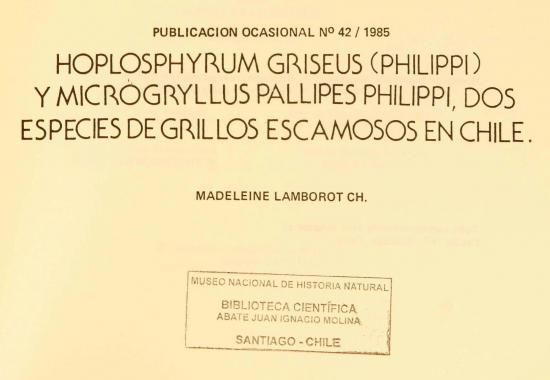 PUBLICACION OCASIONAL Nº 42 / 1985
HOPLOSPHYRUM GRISEUS (PHILIPPI)
Y MICROGRYLLUS PALLIPES PHILIPPI, DOS
ESPECIES DE GRILLOS ESCAMOSOS EN CHILE.
MADELEINE LAMBOROT CH.
MUSEO NACIONAL DE HISTORIA NATURAL
BIBLIOTECA CIENTÍFICA
ABATE JUAN IGNACIO MOLINA
SANTIAGO - CHILE